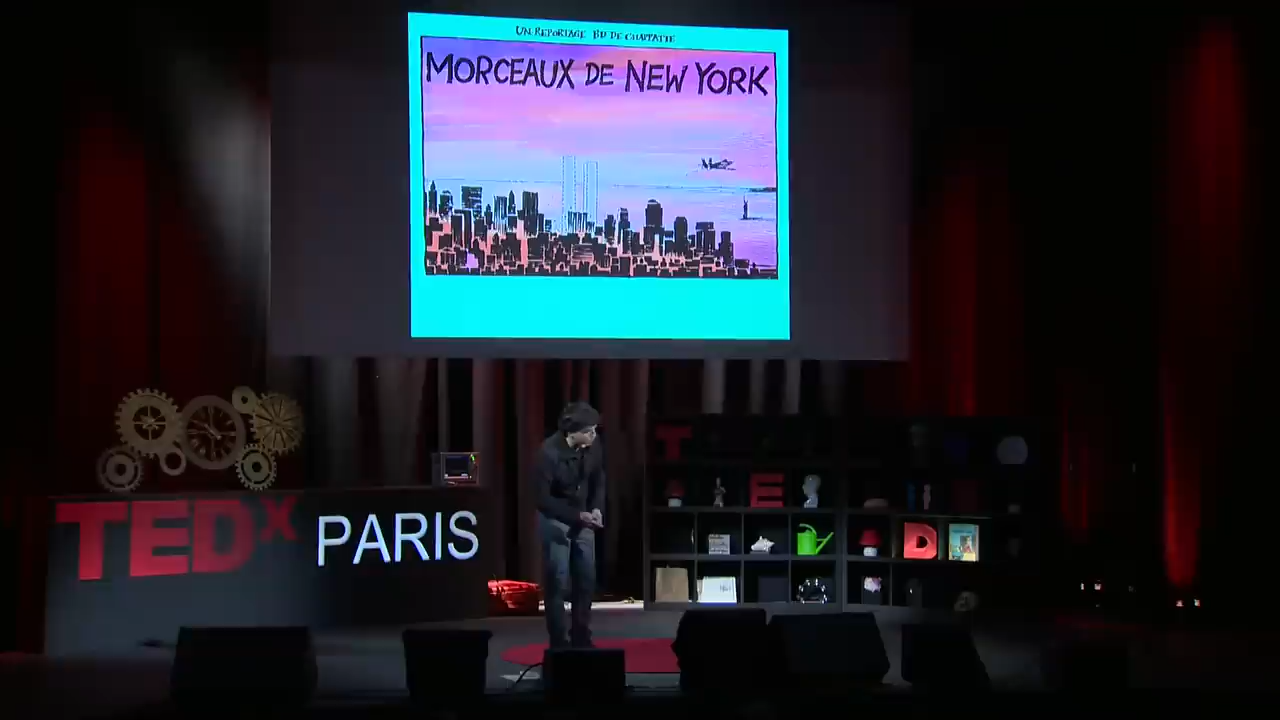 UN REPORTAGE BD DE CHAPPATTE
MORCEAUX DE NEW YORK
TEDx PARIS
T
E
D